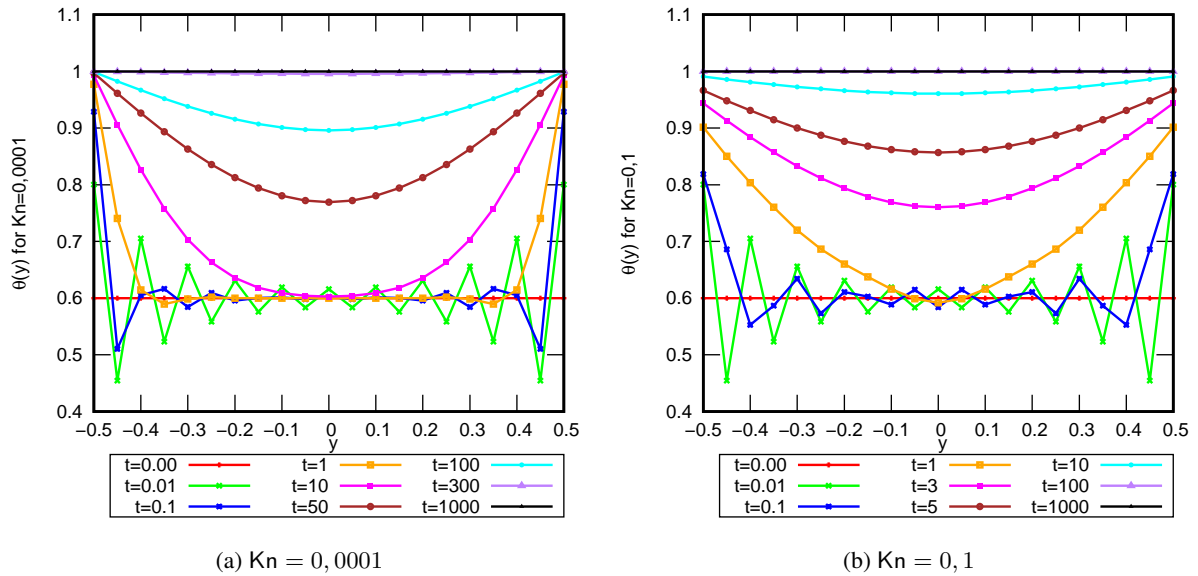 1.1
1
0.9
0.8
0.7
0.6
0.5
0.4
θ(y) for Kn=0,0001
−0.5 −0.4 −0.3 −0.2 −0.1 0 0.1 0.2 0.3 0.4 0.5
y
t=0.00 t=1 t=100
t=0.01 t=10 t=300
t=0.1 t=50 t=1000
(a) Kn = 0, 0001
1.1
1
0.9
0.8
0.7
0.6
0.5
0.4
θ(y) for Kn=0,1
−0.5 −0.4 −0.3 −0.2 −0.1 0 0.1 0.2 0.3 0.4 0.5
y
t=0.00 t=1 t=10
t=0.01 t=3 t=100
t=0.1 t=5 t=1000
(b) Kn = 0, 1